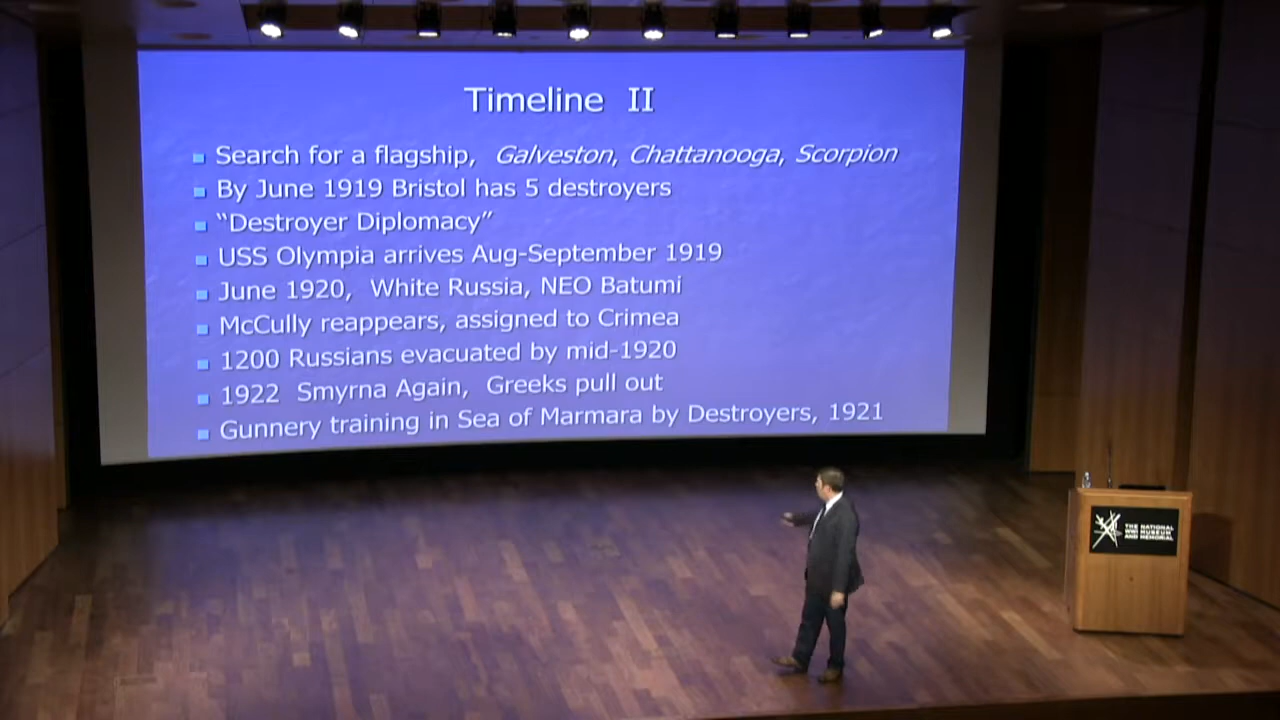 Timeline II
Search for a flagship, Galveston, Chattanooga, Scorpion
By June 1919 Bristol has 5 destroyers
“Destroyer Diplomacy”
USS Olympia arrives Aug-September 1919
June 1920, White Russia, NEO Batumi
McCully reappears, assigned to Crimea
1200 Russians evacuated by mid-1920
1922 Smyrna Again, Greeks pull out
Gunnery training in Sea of Marmara by Destroyers, 1921
THE NATIONAL
WWI MUSEUM
AND MEMORIAL